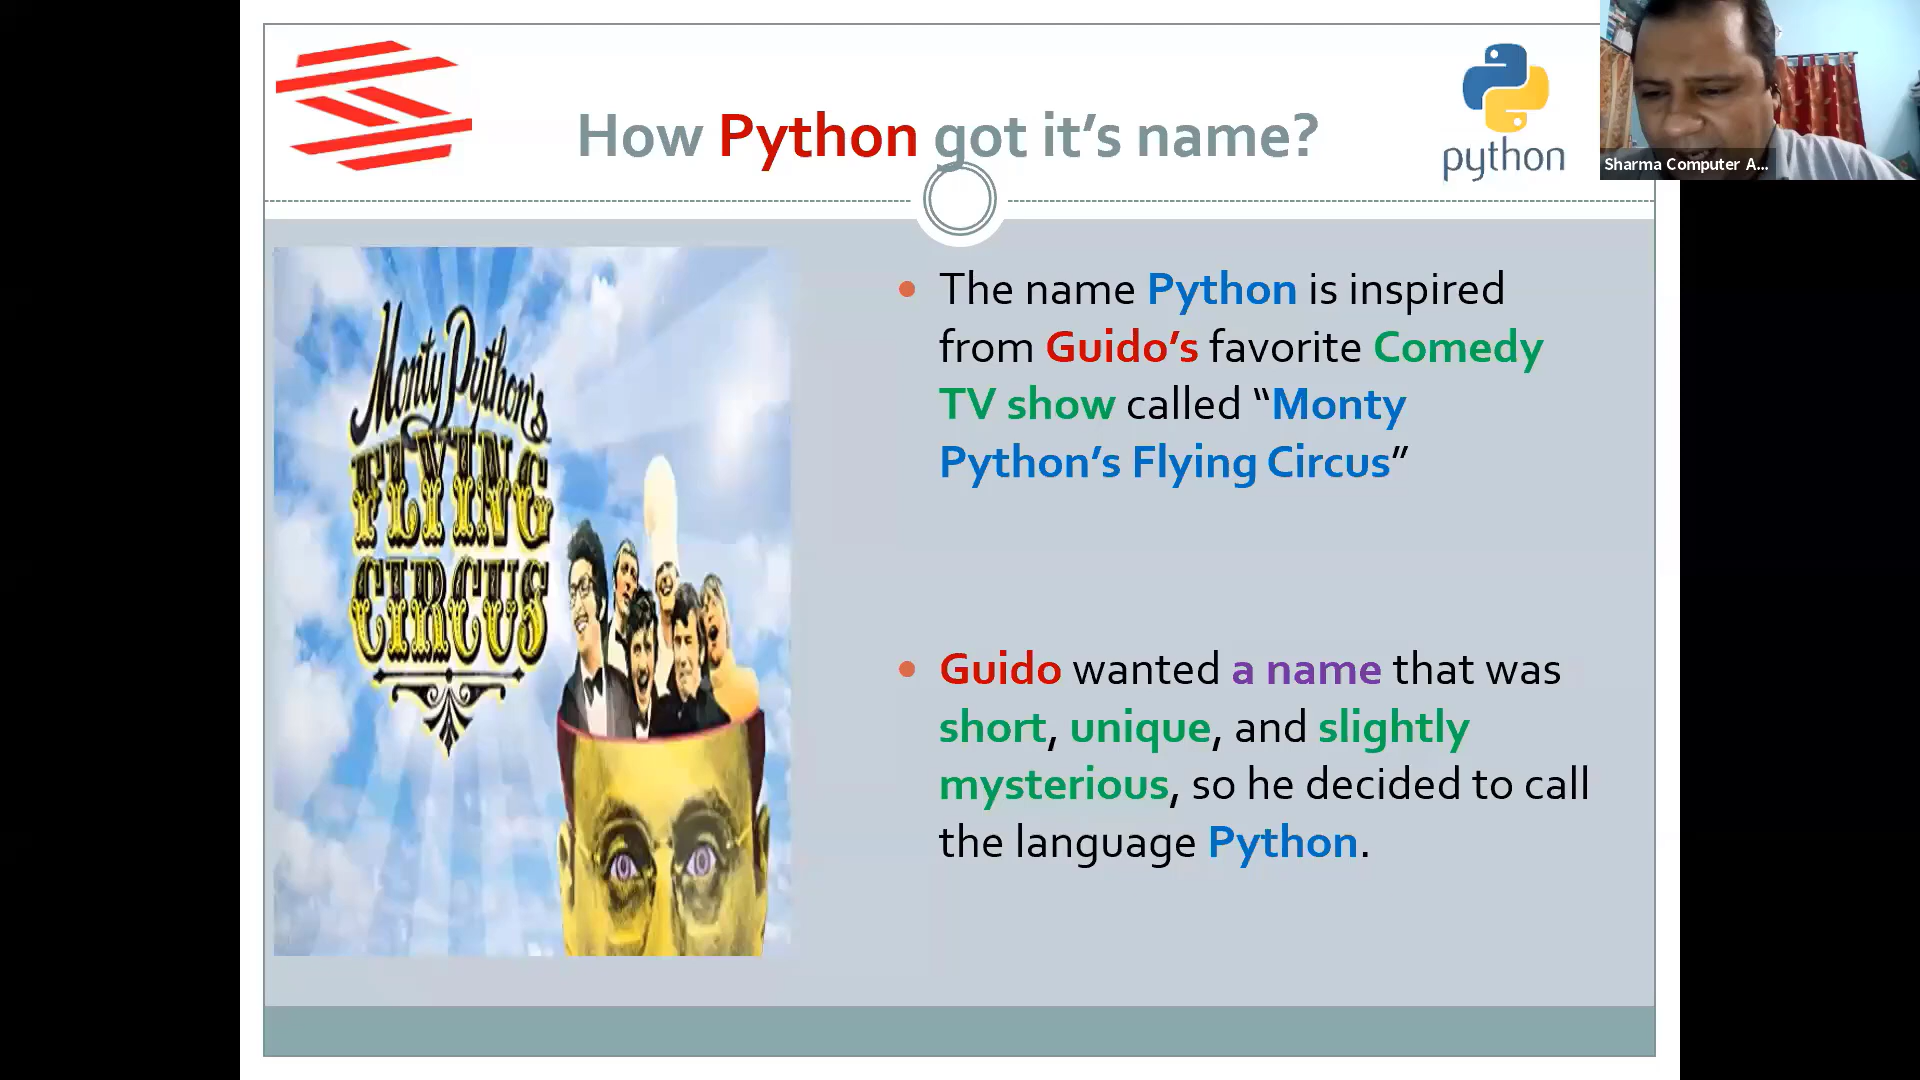 How Python got it’s name?
python
Sharma Computer A...
Monty Python's
FLYING
CIRCUS
The name Python is inspired
from Guido’s favorite Comedy
TV show called “Monty
Python’s Flying Circus”
Guido wanted a name that was
short, unique, and slightly
mysterious, so he decided to call
the language Python.